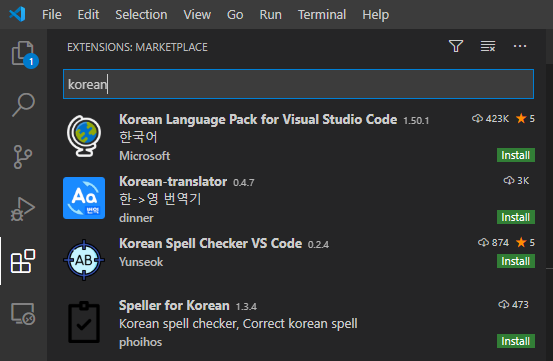 File Edit Selection View Go Run Terminal Help
EXTENSIONS: MARKETPLACE
1
korean
Korean Language Pack for Visual Studio Code 1.50.1 423K 5
한국어
Microsoft Install
Korean-translator 0.4.7 3K
Aa
번역
한->영 번역기
dinner Install
Korean Spell Checker VS Code 0.2.4 874 5
AB
Yunseok Install
Speller for Korean 1.3.4 473
Korean spell checker, Correct korean spell
phoihos Install